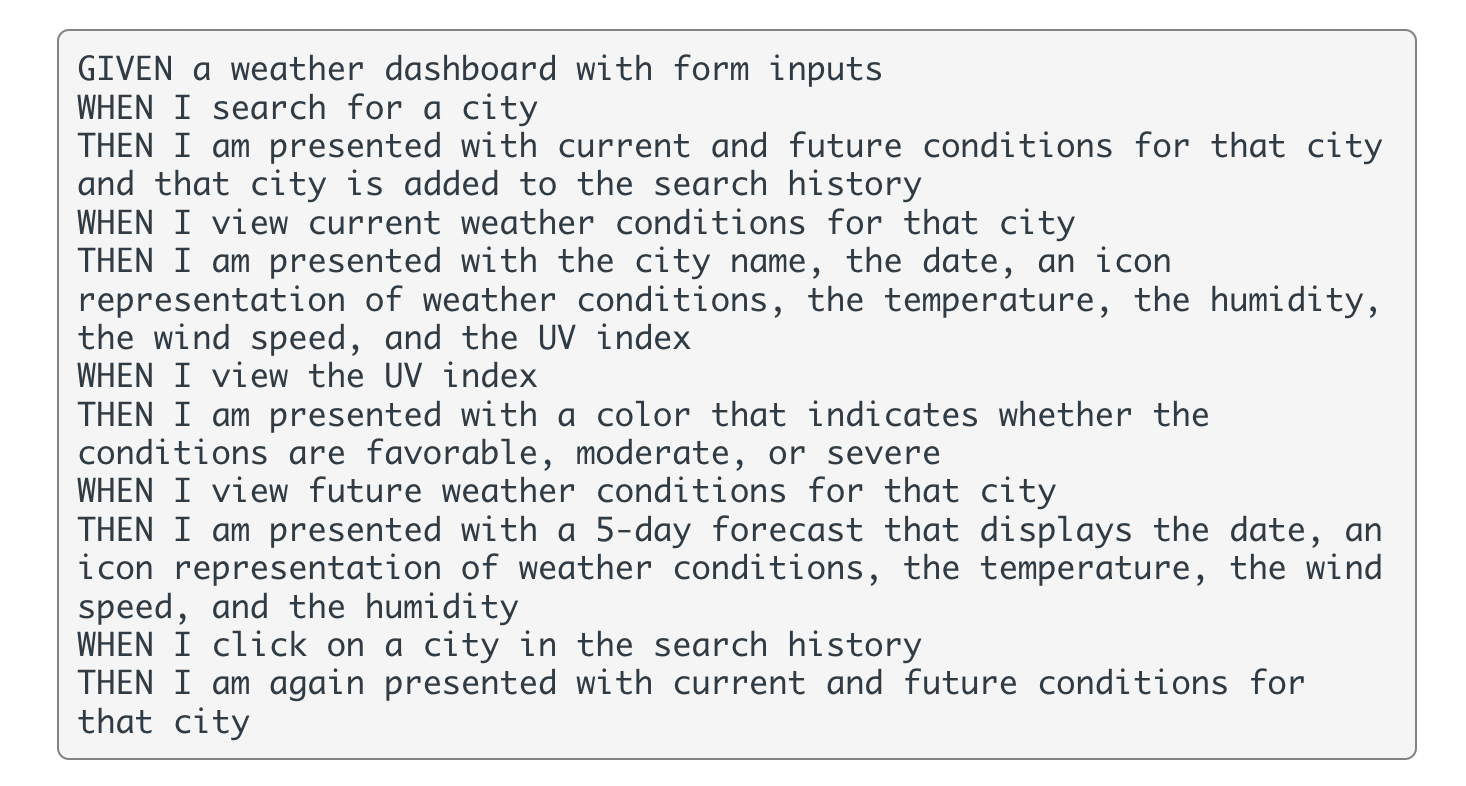 GIVEN a weather dashboard with form inputs
WHEN I search for a city
THEN I am presented with current and future conditions for that city
and that city is added to the search history
WHEN I view current weather conditions for that city
THEN I am presented with the city name, the date, an icon
representation of weather conditions, the temperature, the humidity,
the wind speed, and the UV index
WHEN I view the UV index
THEN I am presented with a color that indicates whether the
conditions are favorable, moderate, or severe
WHEN I view future weather conditions for that city
THEN I am presented with a 5-day forecast that displays the date, an
icon representation of weather conditions, the temperature, the wind
speed, and the humidity
WHEN I click on a city in the search history
THEN I am again presented with current and future conditions for
that city